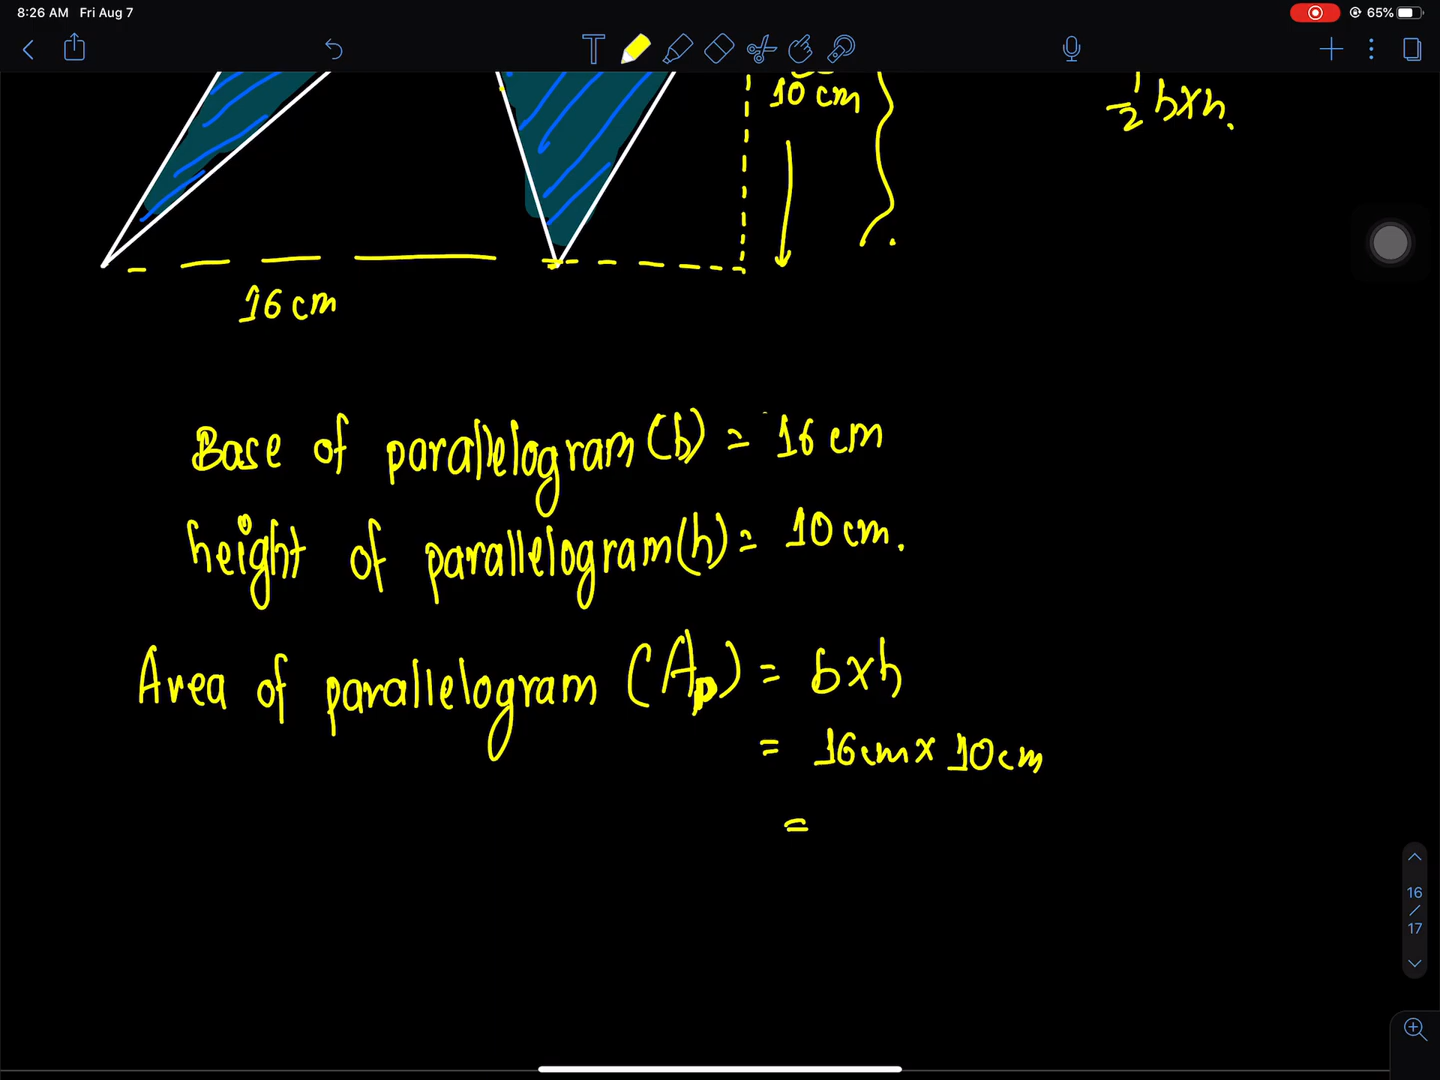 8:26 AM Fri Aug 7
65%
10 cm
1/2 b×h.
16 cm
Base of parallelogram (b) = 16 cm
height of parallelogram (h) = 10 cm.
Area of parallelogram (Ap) = b×h
= 16cm × 10cm
=
16
/
17